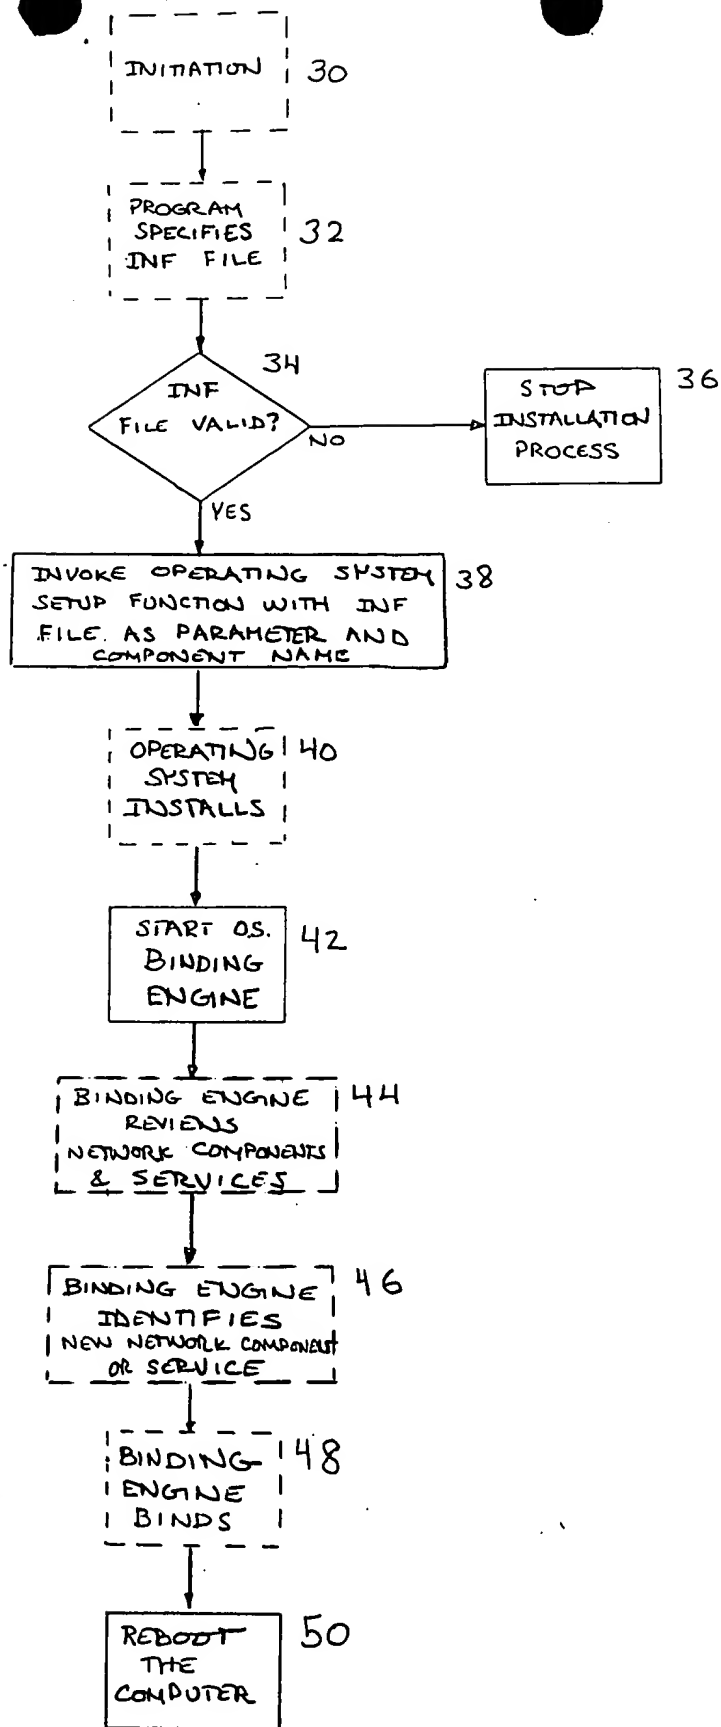 INITIATION
30
PROGRAM
SPECIFIES
INF FILE
32
34
INF
FILE VALID?
NO
YES
STOP
INSTALLATION
PROCESS
36
INVOKE OPERATING SYSTEM
SETUP FUNCTION WITH INF
FILE. AS PARAMETER AND
COMPONENT NAME
38
OPERATING
SYSTEM
INSTALLS
40
START O.S.
BINDING
ENGINE
42
BINDING ENGINE
REVIEWS
NETWORK COMPONENTS
& SERVICES
44
BINDING ENGINE
IDENTIFIES
NEW NETWORK COMPONENT
OR SERVICE
46
BINDING
ENGINE
BINDS
48
REBOOT
THE
COMPUTER
50